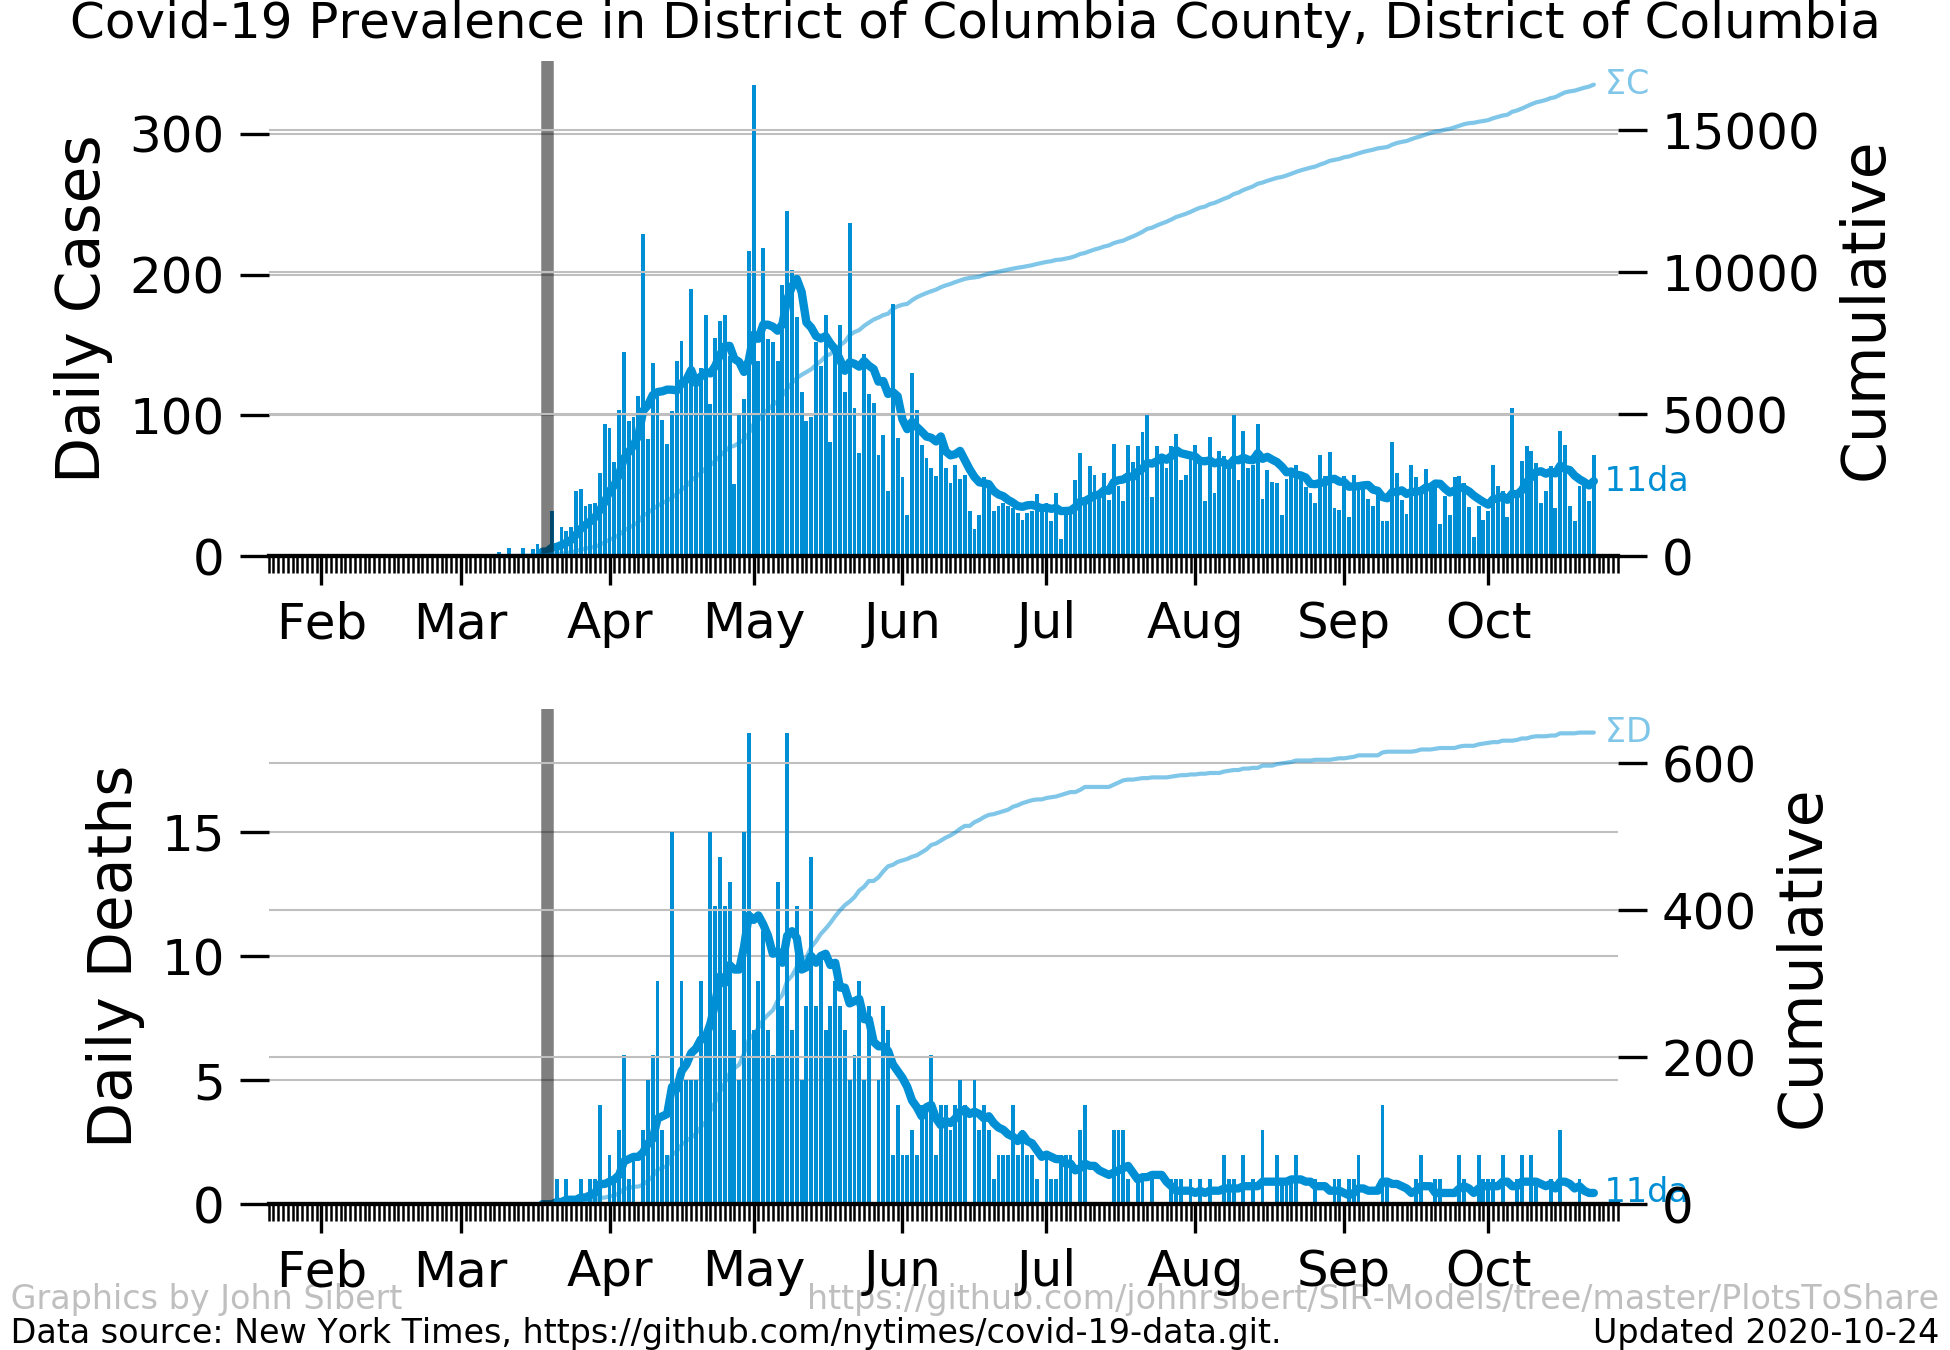 Covid-19 Prevalence in District of Columbia County, District of Columbia
Daily Cases
300
200
100
0
ΣC
15000
10000
5000
0
11da
Cumulative
Feb Mar Apr May Jun Jul Aug Sep Oct
Daily Deaths
15
10
5
0
ΣD
600
400
200
0
11da
Cumulative
Feb Mar Apr May Jun Jul Aug Sep Oct
Graphics by John Sibert https://github.com/johnrsibert/SIR-Models/tree/master/PlotsToShare
Data source: New York Times, https://github.com/nytimes/covid-19-data.git. Updated 2020-10-24